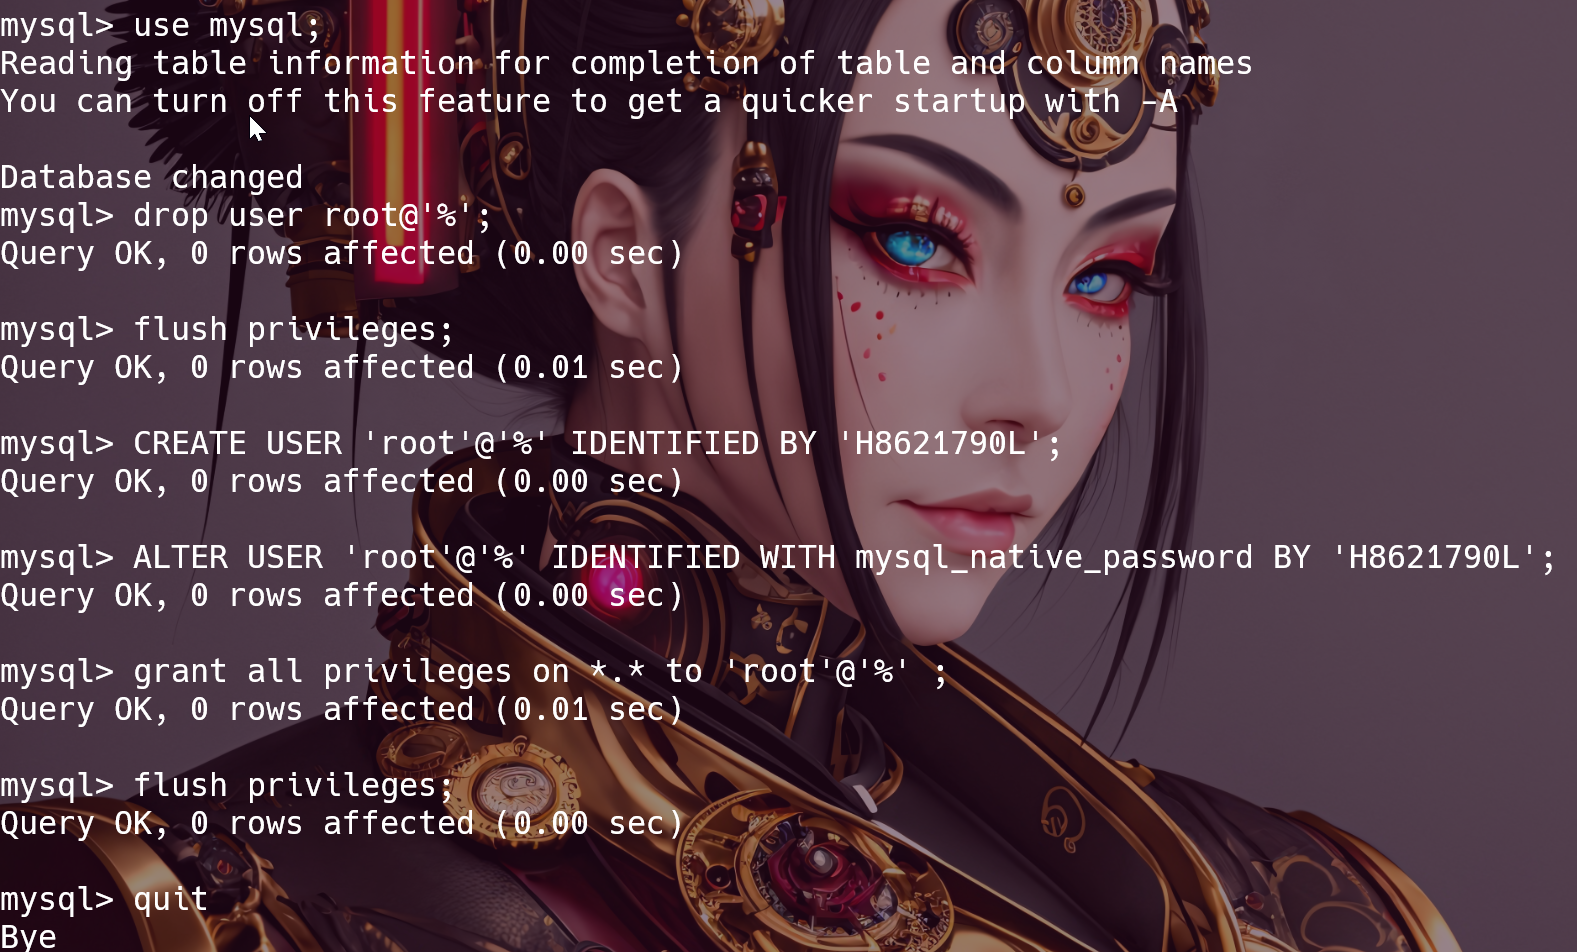 mysql> use mysql;
Reading table information for completion of table and column names
You can turn off this feature to get a quicker startup with -A
Database changed
mysql> drop user root@'%';
Query OK, 0 rows affected (0.00 sec)
mysql> flush privileges;
Query OK, 0 rows affected (0.01 sec)
mysql> CREATE USER 'root'@'%' IDENTIFIED BY 'H8621790L';
Query OK, 0 rows affected (0.00 sec)
mysql> ALTER USER 'root'@'%' IDENTIFIED WITH mysql_native_password BY 'H8621790L';
Query OK, 0 rows affected (0.00 sec)
mysql> grant all privileges on *.* to 'root'@'%' ;
Query OK, 0 rows affected (0.01 sec)
mysql> flush privileges;
Query OK, 0 rows affected (0.00 sec)
mysql> quit
Bye